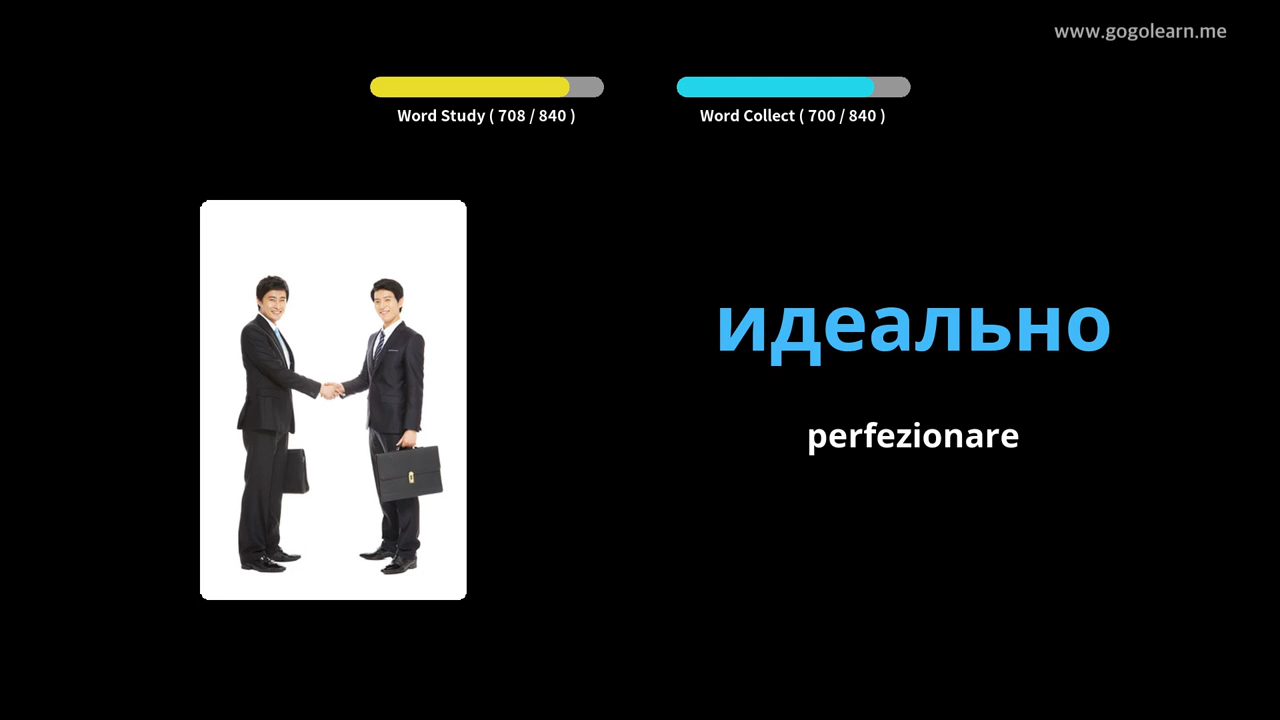 www.gogolearn.me
Word Study ( 708 / 840 )
Word Collect ( 700 / 840 )
идеально
perfezionare